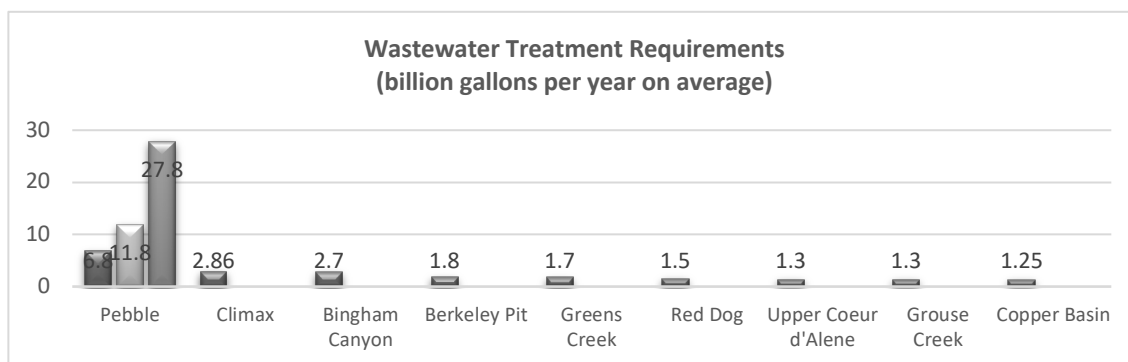 Wastewater Treatment Requirements
(billion gallons per year on average)
30
20
10
0
6.8
11.8
27.8
2.86
2.7
1.8
1.7
1.5
1.3
1.3
1.25
Pebble
Climax
Bingham
Canyon
Berkeley Pit
Greens
Creek
Red Dog
Upper Coeur
d'Alene
Grouse
Creek
Copper Basin